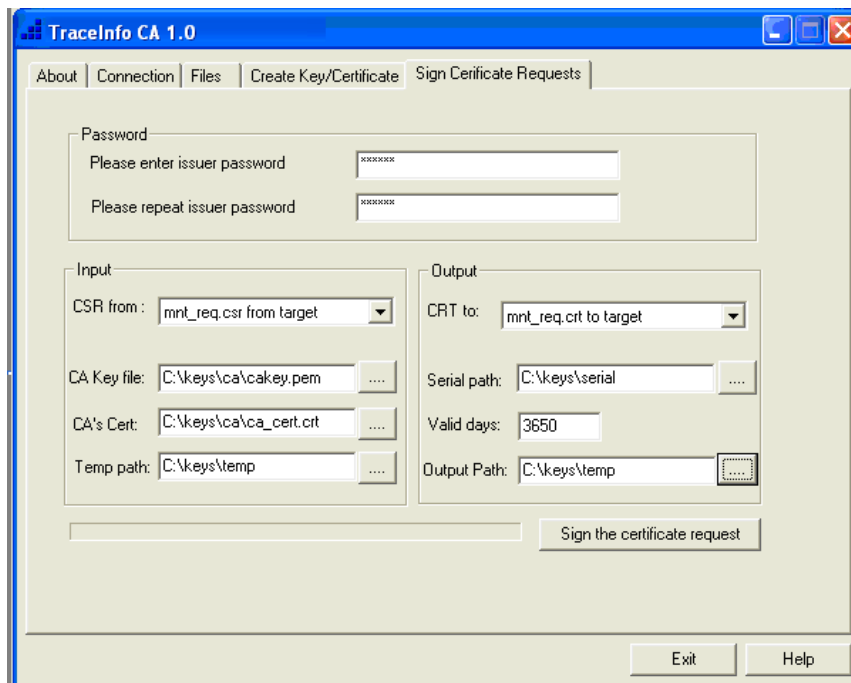 TraceInfo CA 1.0
About Connection Files Create Key/Certificate Sign Cerificate Requests
Password
Please enter issuer password ******
Please repeat issuer password ******
Input
CSR from : mnt_req.csr from target
CA Key file: C:\keys\ca\cakey.pem ....
CA's Cert: C:\keys\ca\ca_cert.crt ....
Temp path: C:\keys\temp ....
Output
CRT to: mnt_req.crt to target
Serial path: C:\keys\serial ....
Valid days: 3650
Output Path: C:\keys\temp ....
Sign the certificate request
Exit Help